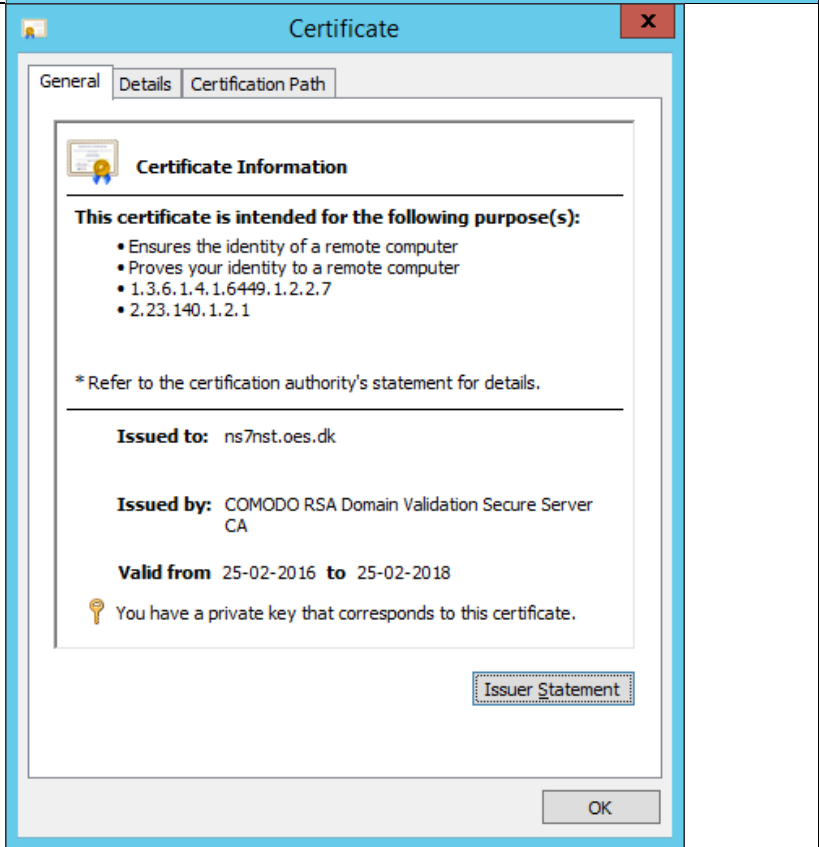 Certificate
x
General Details Certification Path
Certificate Information
This certificate is intended for the following purpose(s):
• Ensures the identity of a remote computer
• Proves your identity to a remote computer
• 1.3.6.1.4.1.6449.1.2.2.7
• 2.23.140.1.2.1
* Refer to the certification authority's statement for details.
Issued to: ns7nst.oes.dk
Issued by: COMODO RSA Domain Validation Secure Server
CA
Valid from 25-02-2016 to 25-02-2018
You have a private key that corresponds to this certificate.
Issuer Statement
OK